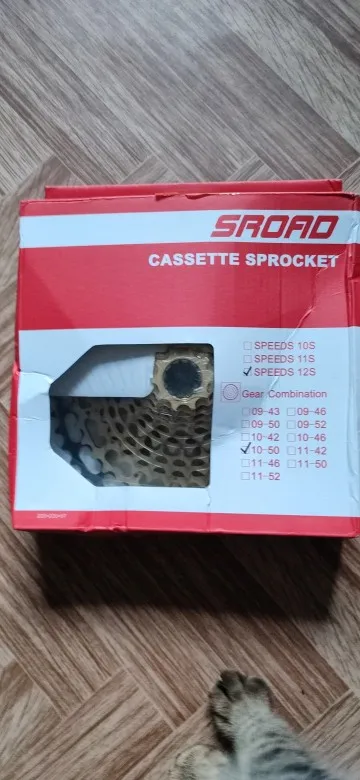 SROAD
CASSETTE SPROCKET
SPEEDS 10S
SPEEDS 11S
✓ SPEEDS 12S
Gear Combination
09-43 09-46
09-50 09-52
10-42 10-46
✓ 10-50 11-42
11-46 11-50
11-52